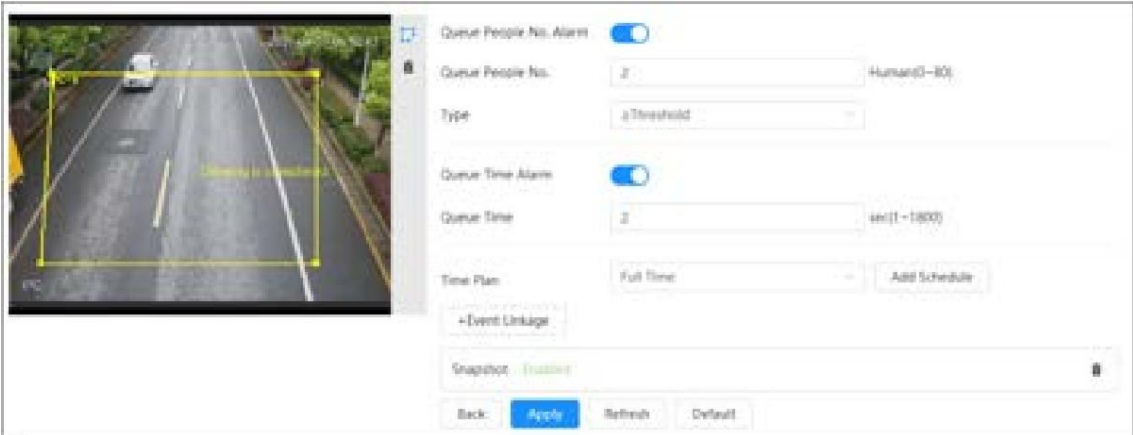 Queue People No. Alarm
Queue People No.
2
Human(0~80)
Type
≥Threshold
Queue Time Alarm
Queue Time
2
sec(1~1800)
Time Plan
Full Time
Add Schedule
+Event Linkage
Snapshot
Enabled
Back
Apply
Refresh
Default
IPC